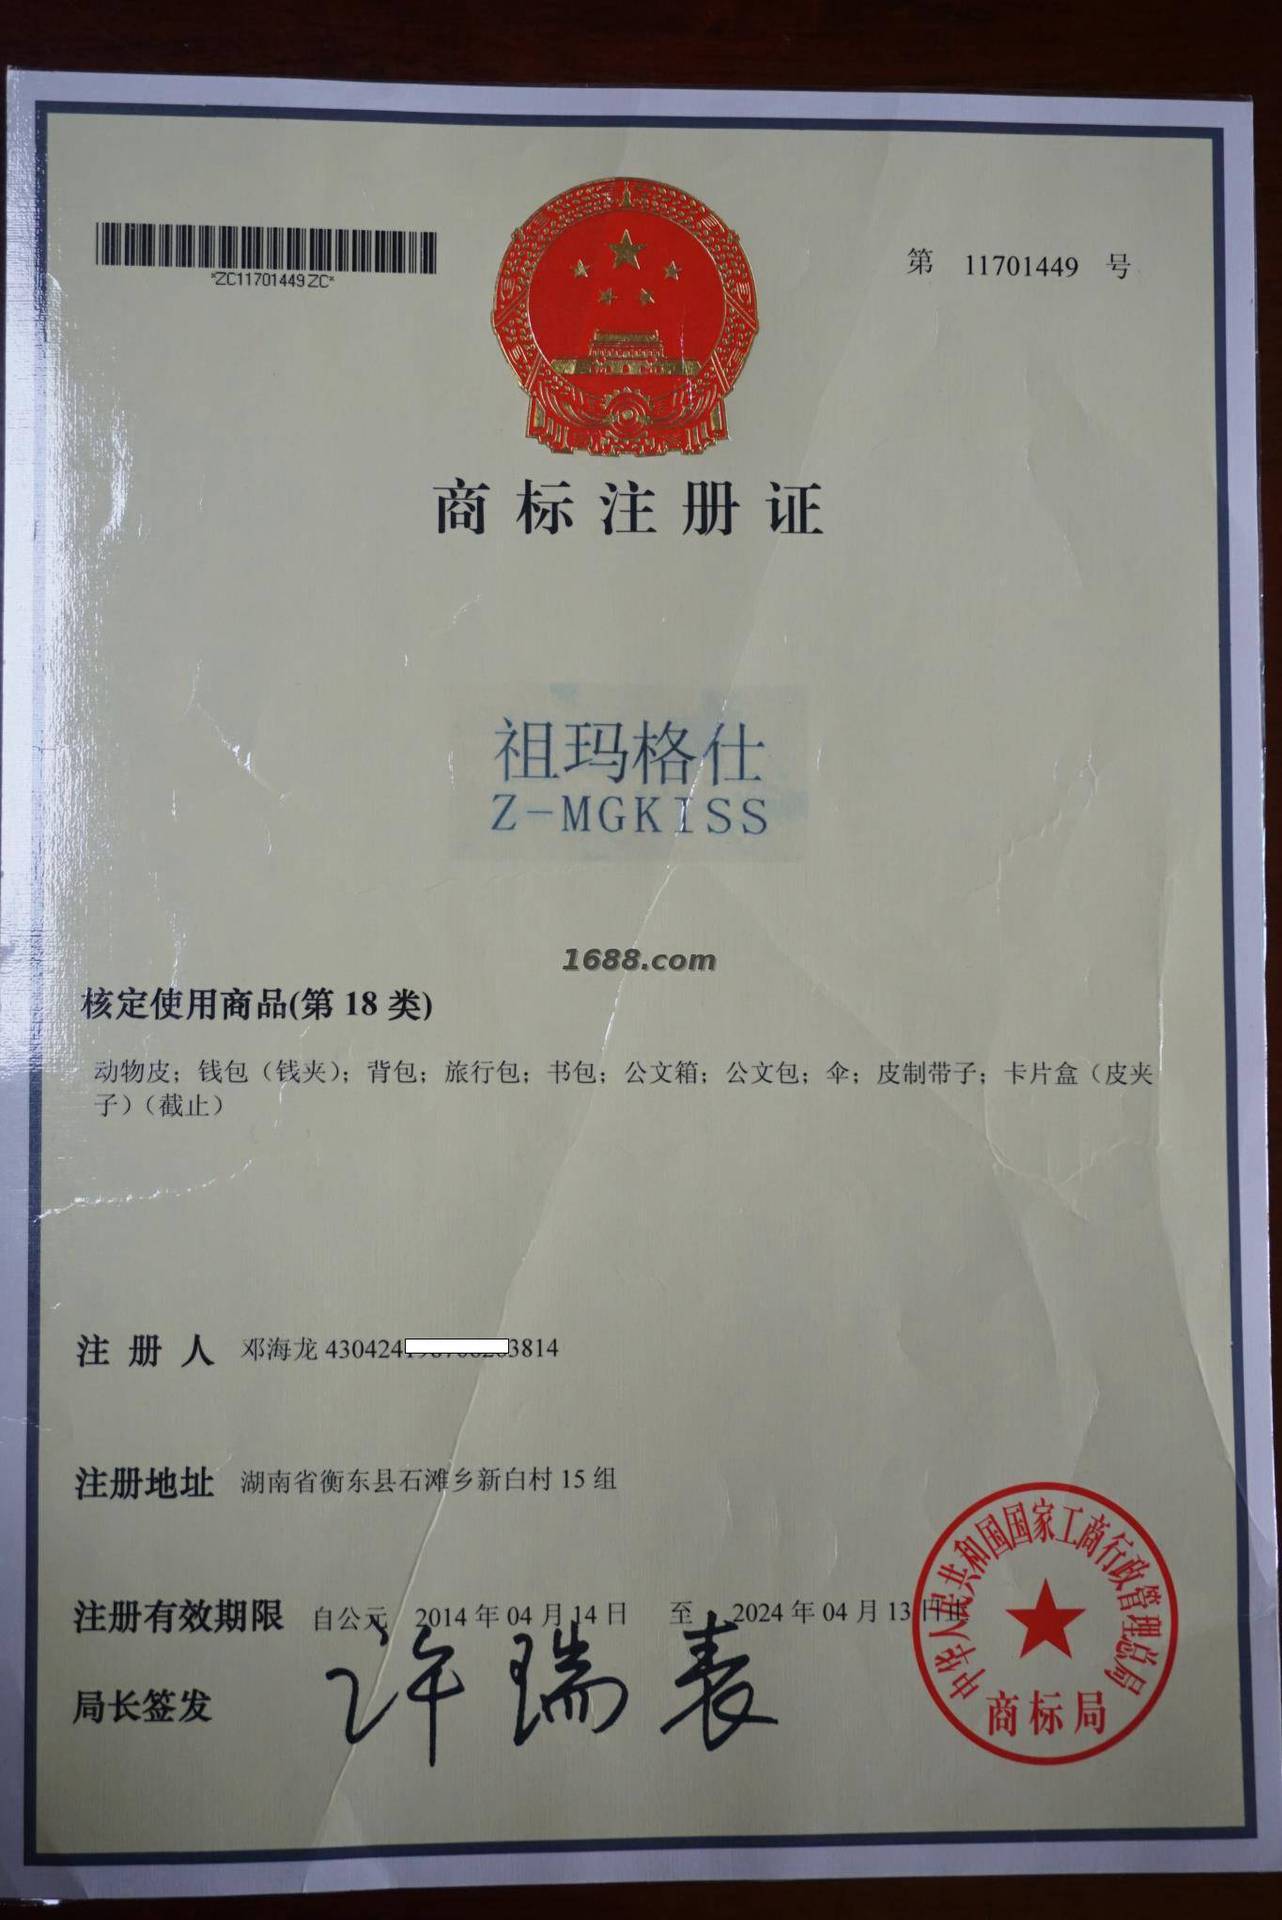 *ZC11701449ZC*
第 11701449 号
商标注册证
祖玛格仕
Z-MGKISS
1688.com
核定使用商品(第 18 类)
动物皮；钱包（钱夹）；背包；旅行包；书包；公文箱；公文包；伞；皮制带子；卡片盒（皮夹
子）（截止）
注 册 人 邓海龙 430424 3814
注册地址 湖南省衡东县石滩乡新白村 15 组
注册有效期限 自公元 2014 年 04 月 14 日 至 2024 年 04 月 13 日止
局长签发 许瑞表
中华人民共和国国家工商行政管理总局
商标局